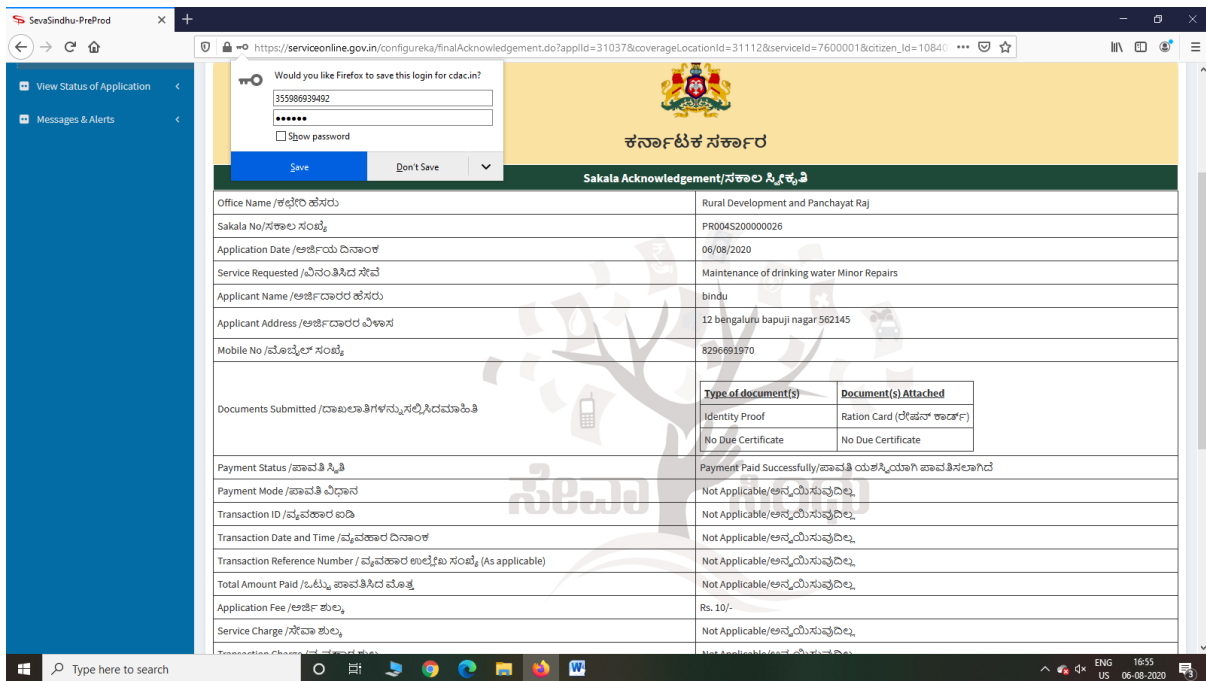 SevaSindhu-PreProd
https://serviceonline.gov.in/configureka/finalAcknowledgement.do?applId=31037&coverageLocationId=31112&serviceId=7600001&citizen_Id=10840
View Status of Application
Messages & Alerts
Would you like Firefox to save this login for cdac.in?
355986939492
••••••
Show password
Save Don't Save
ಕರ್ನಾಟಕ ಸರ್ಕಾರ
Sakala Acknowledgement/ಸಕಾಲ ಸ್ವೀಕೃತಿ
Office Name /ಕಛೇರಿ ಹೆಸರು Rural Development and Panchayat Raj
Sakala No/ಸಕಾಲ ಸಂಖ್ಯೆ PR004S200000026
Application Date /ಅರ್ಜಿಯ ದಿನಾಂಕ 06/08/2020
Service Requested /ವಿನಂತಿಸಿದ ಸೇವೆ Maintenance of drinking water Minor Repairs
Applicant Name /ಅರ್ಜಿದಾರರ ಹೆಸರು bindu
Applicant Address /ಅರ್ಜಿದಾರರ ವಿಳಾಸ 12 bengaluru bapuji nagar 562145
Mobile No /ಮೊಬೈಲ್ ಸಂಖ್ಯೆ 8296691970
Documents Submitted /ದಾಖಲಾತಿಗಳನ್ನುಸಲ್ಲಿಸಿದಮಾಹಿತಿ
Type of document(s) Document(s) Attached
Identity Proof Ration Card (ರೇಷನ್ ಕಾರ್ಡ್)
No Due Certificate No Due Certificate
Payment Status /ಪಾವತಿ ಸ್ಥಿತಿ Payment Paid Successfully/ಪಾವತಿ ಯಶಸ್ವಿಯಾಗಿ ಪಾವತಿಸಲಾಗಿದೆ
Payment Mode /ಪಾವತಿ ವಿಧಾನ Not Applicable/ಅನ್ವಯಿಸುವುದಿಲ್ಲ
ಸೇವಾ ಸಿಂಧು
Transaction ID /ವ್ಯವಹಾರ ಐಡಿ Not Applicable/ಅನ್ವಯಿಸುವುದಿಲ್ಲ
Transaction Date and Time /ವ್ಯವಹಾರ ದಿನಾಂಕ Not Applicable/ಅನ್ವಯಿಸುವುದಿಲ್ಲ
Transaction Reference Number / ವ್ಯವಹಾರ ಉಲ್ಲೇಖ ಸಂಖ್ಯೆ (As applicable) Not Applicable/ಅನ್ವಯಿಸುವುದಿಲ್ಲ
Total Amount Paid /ಒಟ್ಟು ಪಾವತಿಸಿದ ಮೊತ್ತ Not Applicable/ಅನ್ವಯಿಸುವುದಿಲ್ಲ
Application Fee /ಅರ್ಜಿ ಶುಲ್ಕ Rs. 10/-
Service Charge /ಸೇವಾ ಶುಲ್ಕ Not Applicable/ಅನ್ವಯಿಸುವುದಿಲ್ಲ
Transaction Charge /ವ್ಯವಹಾರ ಶುಲ್ಕ Not Applicable/ಅನ್ವಯಿಸುವುದಿಲ್ಲ
Type here to search
ENG 16:55
US 06-08-2020